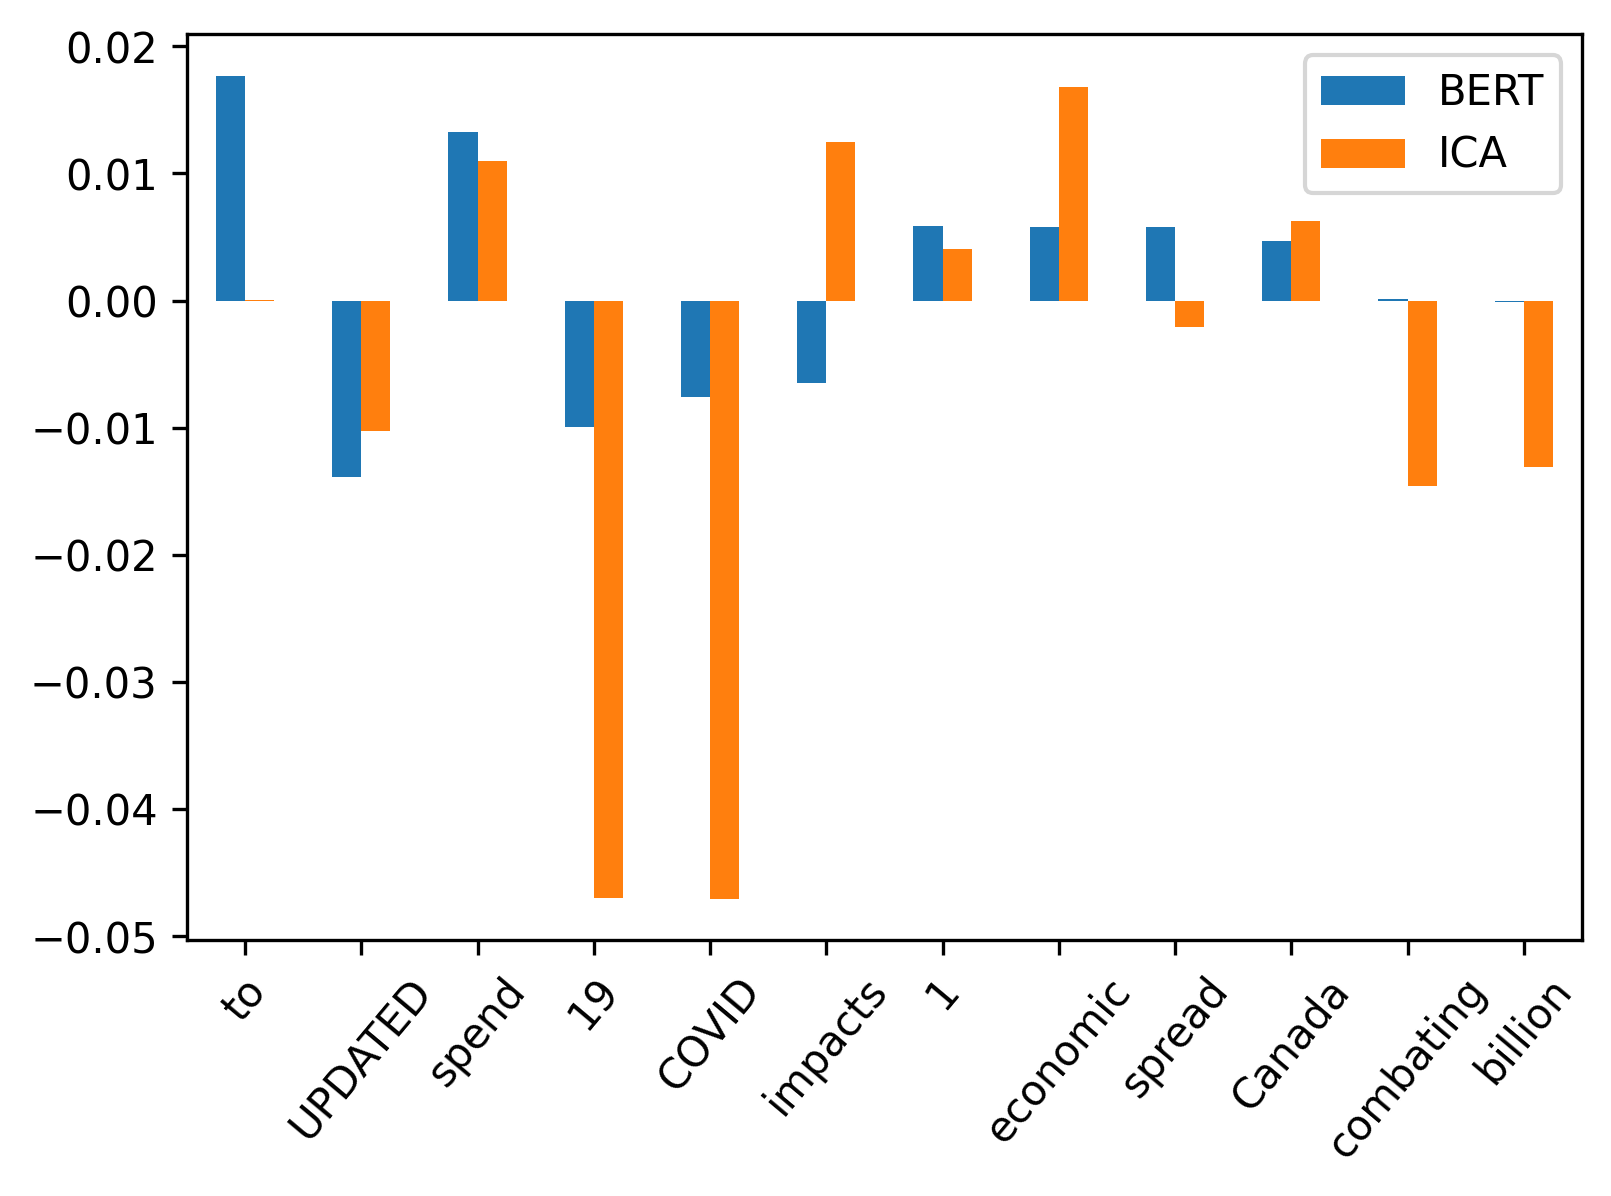 0.02
0.01
0.00
−0.01
−0.02
−0.03
−0.04
−0.05
BERT
ICA
to
UPDATED
spend
19
COVID
impacts
1
economic
spread
Canada
combating
billion